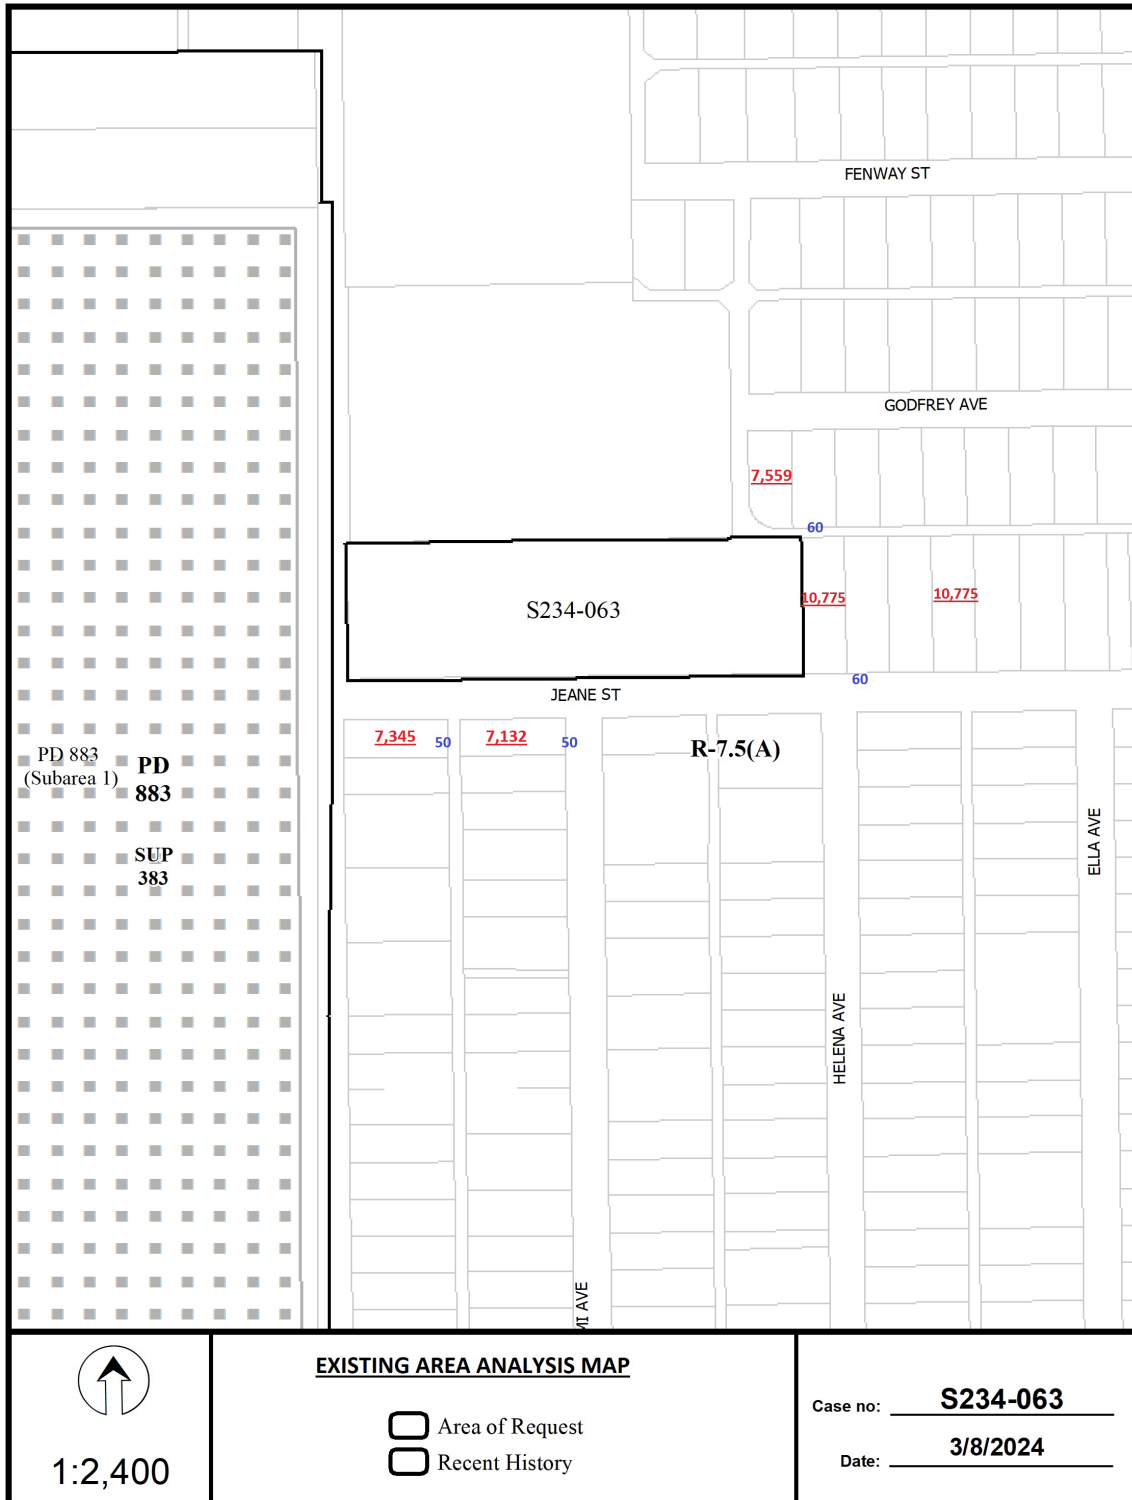 FENWAY ST
GODFREY AVE
7,559
60
S234-063
10,775
10,775
JEANE ST
60
7,345
50
7,132
50
R-7.5(A)
PD 883
(Subarea 1)
PD
883
SUP
383
ELLA AVE
HELENA AVE
AVE
EXISTING AREA ANALYSIS MAP
Area of Request
Recent History
1:2,400
Case no: S234-063
Date: 3/8/2024